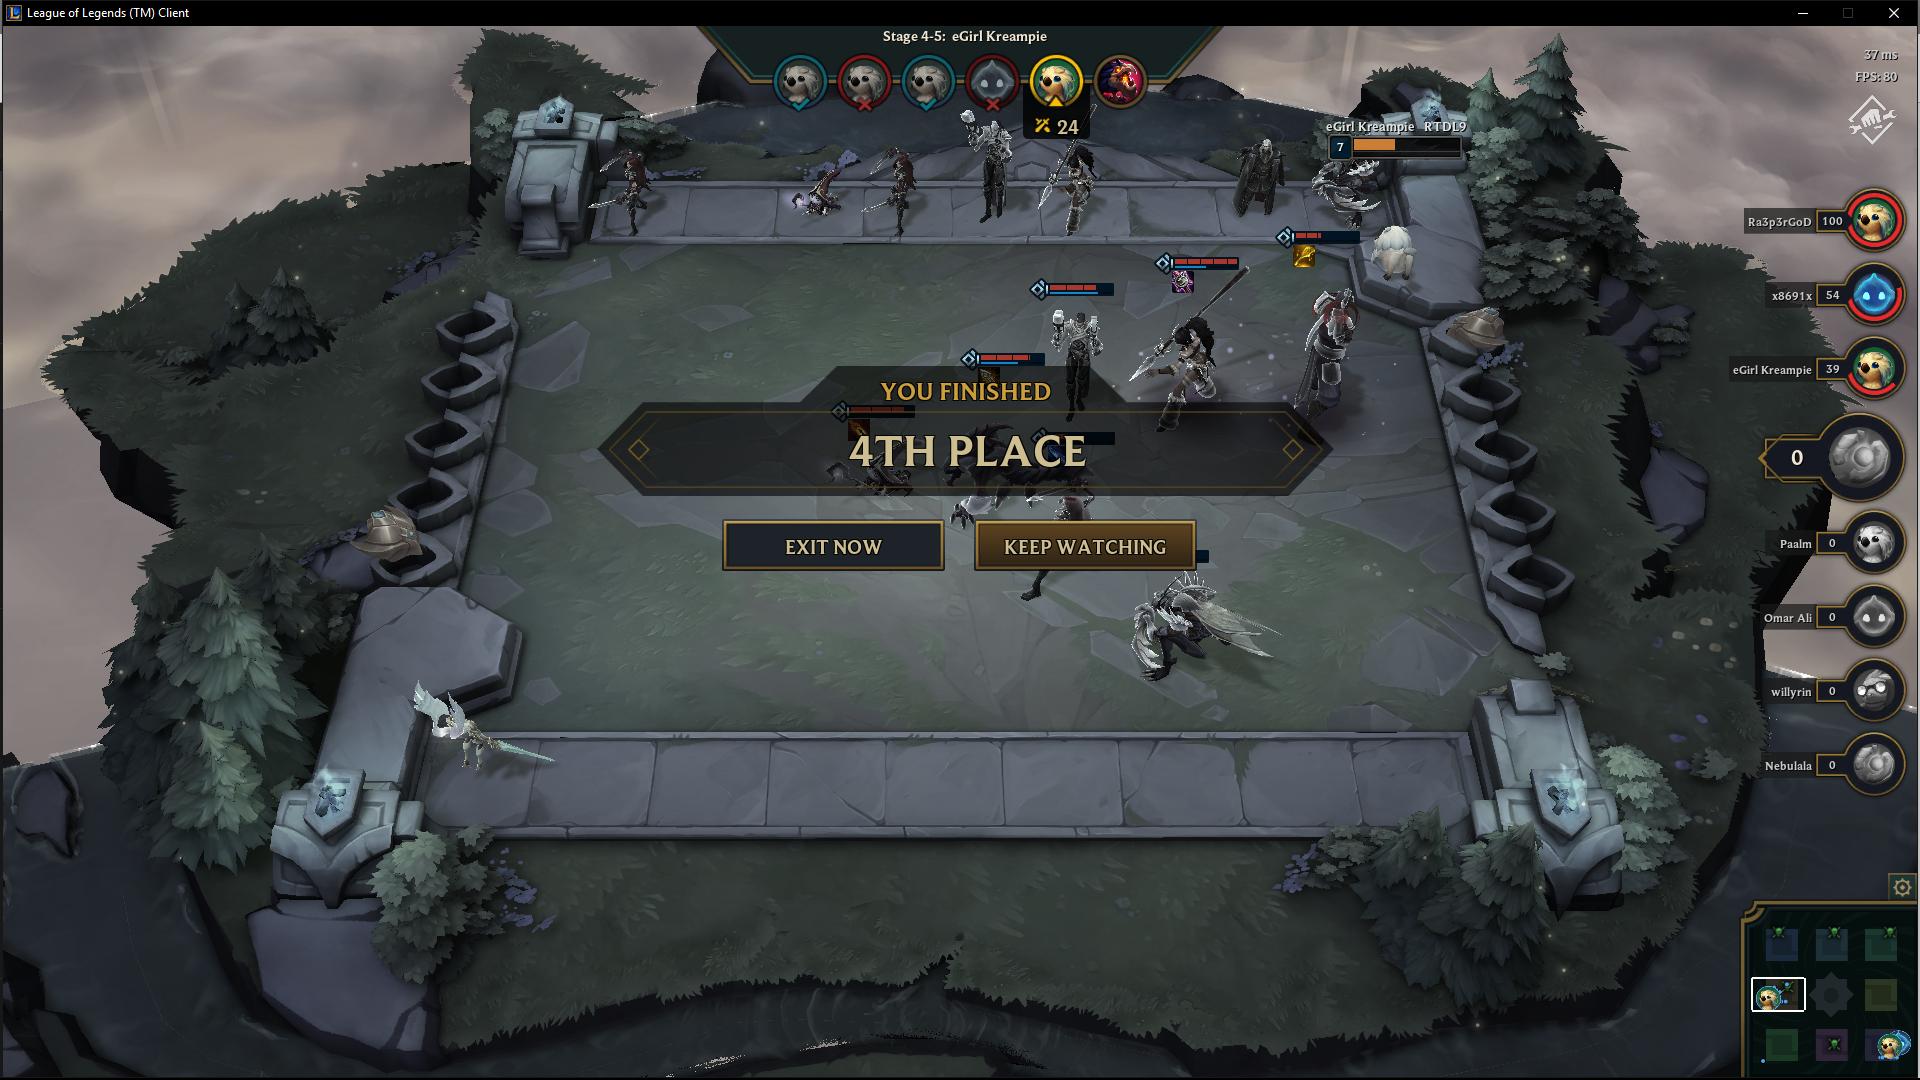 League of Legends (TM) Client
Stage 4-5: eGirl Kreampie
37 ms
FPS: 80
24
eGirl Kreampie RTDL9
7
Ra3p3rGoD 100
x8691x 54
eGirl Kreampie 39
YOU FINISHED
4TH PLACE
0
EXIT NOW
KEEP WATCHING
Paalm 0
Omar Ali 0
willyrin 0
Nebulala 0